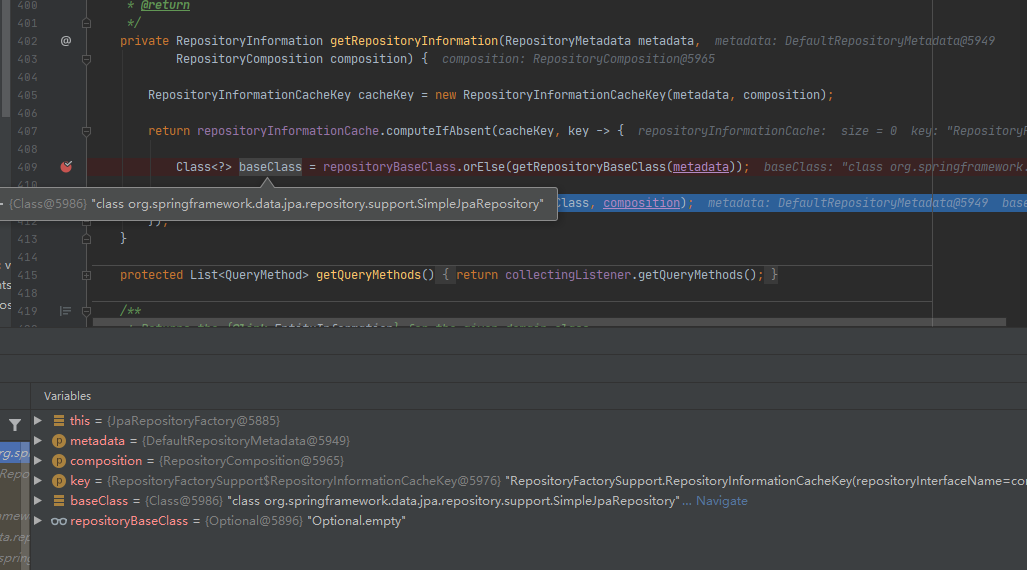 400 * @return
401 */
402 @ private RepositoryInformation getRepositoryInformation(RepositoryMetadata metadata, metadata: DefaultRepositoryMetadata@5949
403 RepositoryComposition composition) { composition: RepositoryComposition@5965
404
405 RepositoryInformationCacheKey cacheKey = new RepositoryInformationCacheKey(metadata, composition);
406
407 return repositoryInformationCache.computeIfAbsent(cacheKey, key -> { repositoryInformationCache: size = 0 key: "RepositoryF
408
409 Class<?> baseClass = repositoryBaseClass.orElse(getRepositoryBaseClass(metadata)); baseClass: "class org.springframework.
410
{Class@5986} "class org.springframework.data.jpa.repository.support.SimpleJpaRepository" lass, composition); metadata: DefaultRepositoryMetadata@5949 bas
412 });
413 }
414
415 protected List<QueryMethod> getQueryMethods() { return collectingListener.getQueryMethods(); }
418
419 /**
Variables
this = {JpaRepositoryFactory@5885}
metadata = {DefaultRepositoryMetadata@5949}
composition = {RepositoryComposition@5965}
key = {RepositoryFactorySupport$RepositoryInformationCacheKey@5976} "RepositoryFactorySupport.RepositoryInformationCacheKey(repositoryInterfaceName=co
baseClass = {Class@5986} "class org.springframework.data.jpa.repository.support.SimpleJpaRepository" ... Navigate
repositoryBaseClass = {Optional@5896} "Optional.empty"